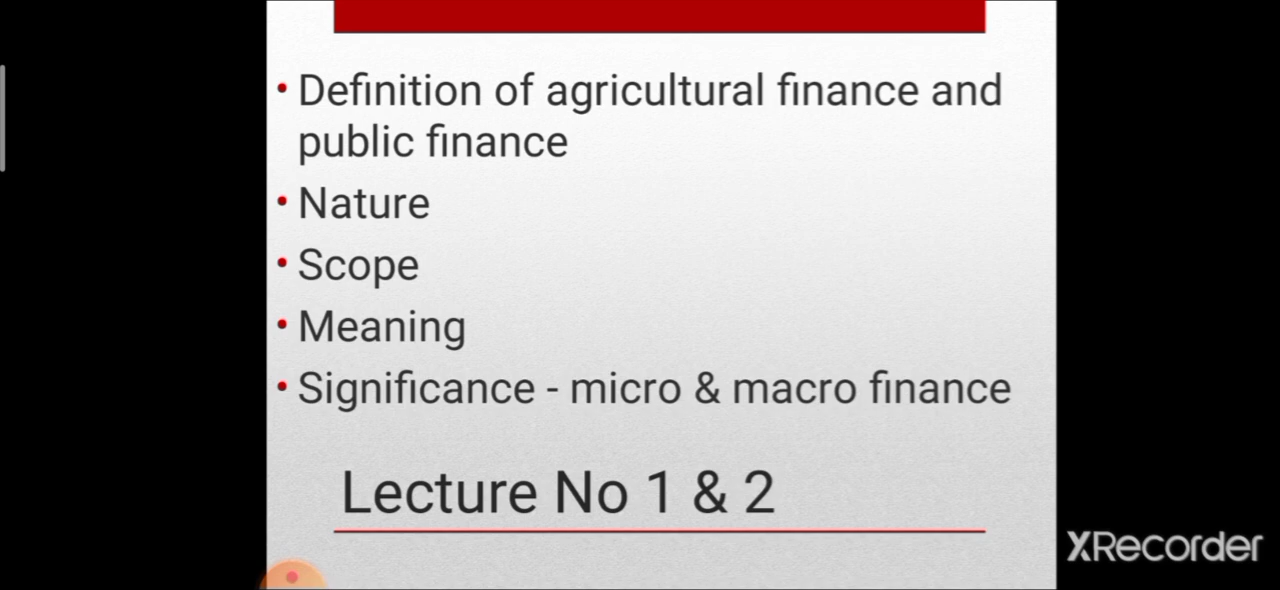 • Definition of agricultural finance and
public finance
• Nature
• Scope
• Meaning
• Significance - micro & macro finance
Lecture No 1 & 2
XRecorder